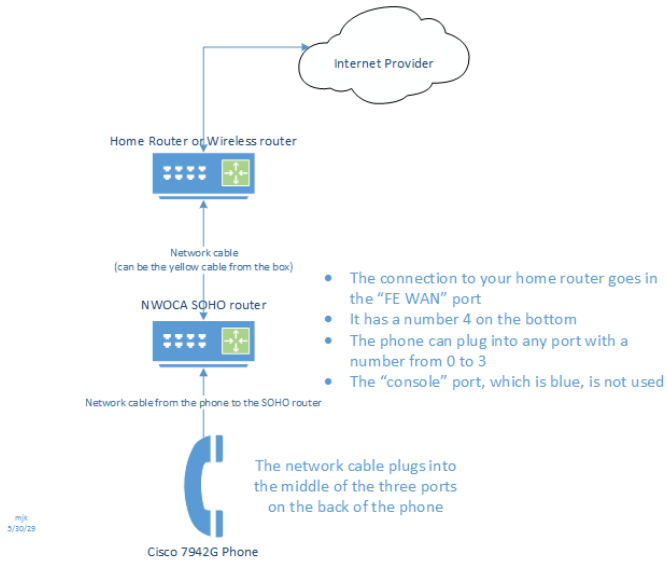 Internet Provider
Home Router or Wireless router
Network cable
(can be the yellow cable from the box)
NWOCA SOHO router
• The connection to your home router goes in
the “FE WAN” port
• It has a number 4 on the bottom
• The phone can plug into any port with a
number from 0 to 3
• The “console” port, which is blue, is not used
Network cable from the phone to the SOHO router
The network cable plugs into
the middle of the three ports
on the back of the phone
mjk
5/30/29
Cisco 7942G Phone